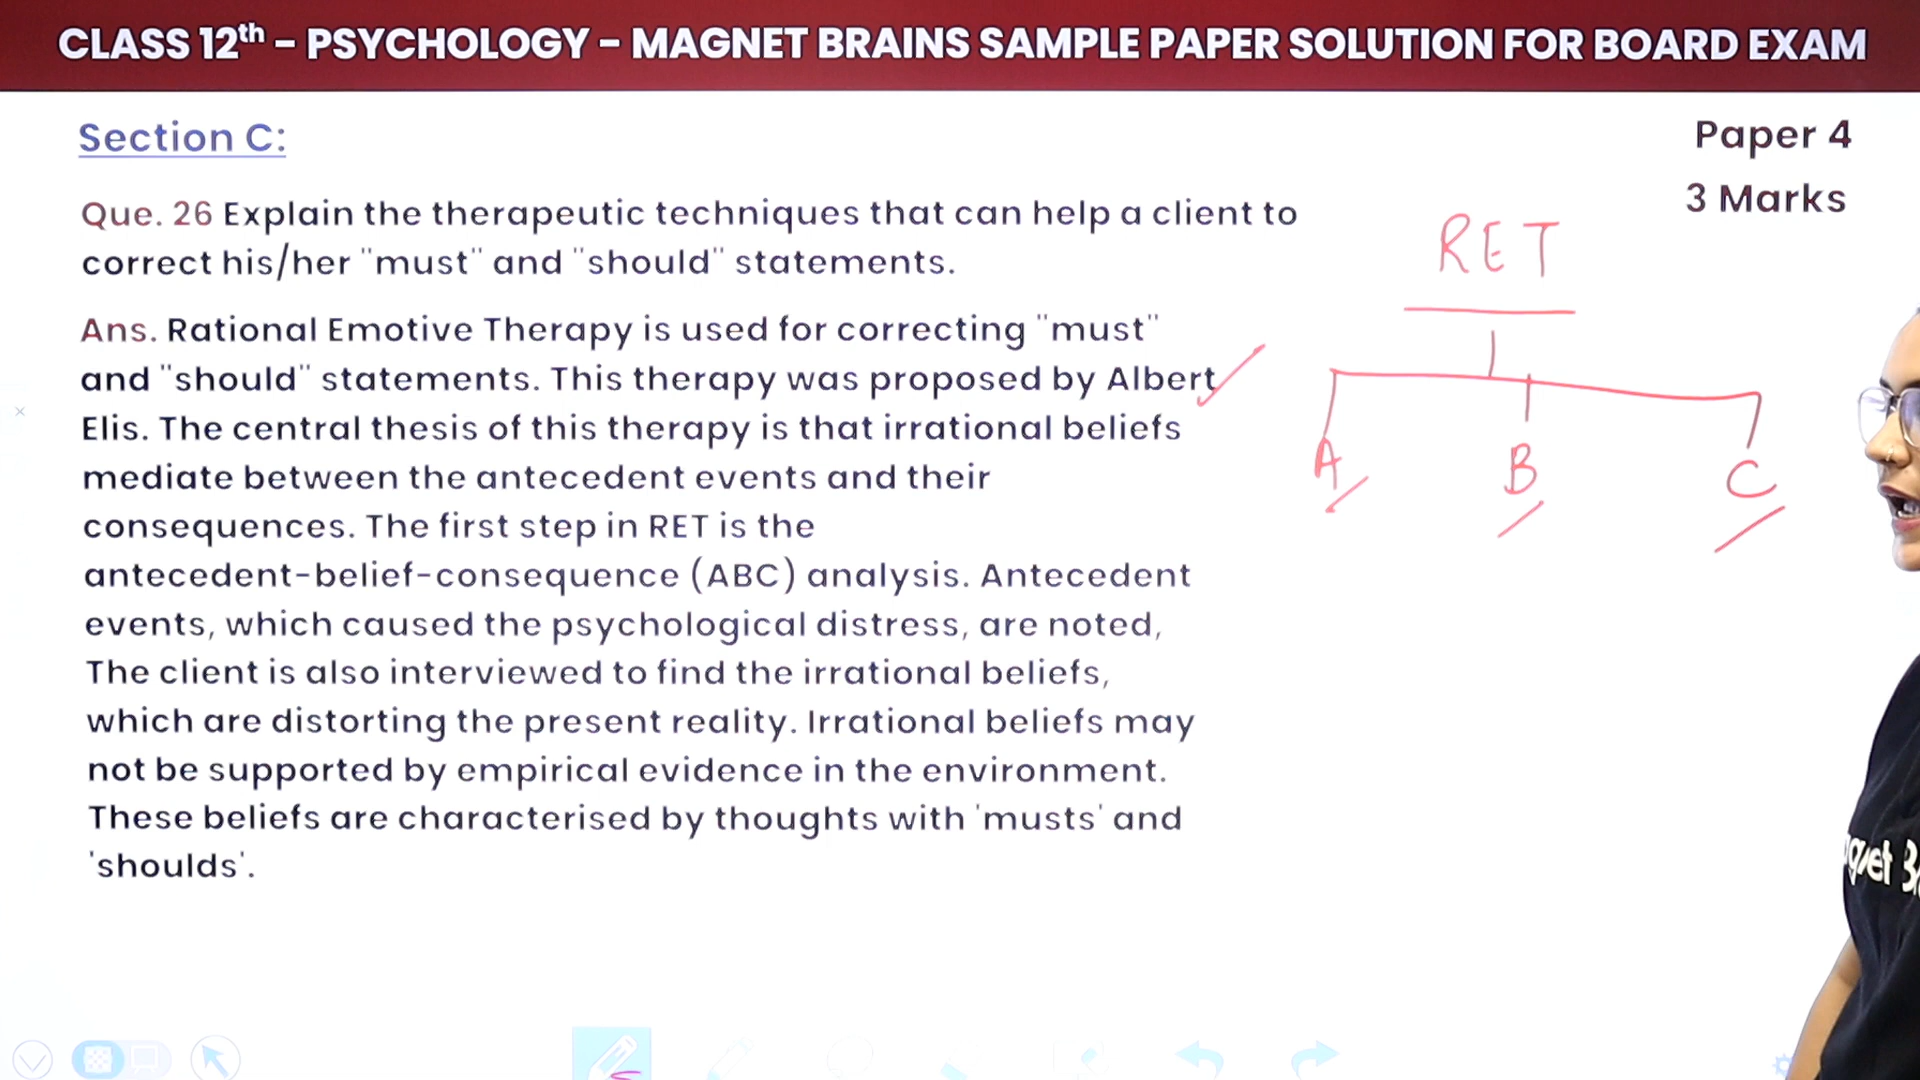 CLASS 12th – PSYCHOLOGY – MAGNET BRAINS SAMPLE PAPER SOLUTION FOR BOARD EXAM
Section C:
Paper 4
3 Marks
Que. 26 Explain the therapeutic techniques that can help a client to
correct his/her "must" and "should" statements.
Ans. Rational Emotive Therapy is used for correcting "must"
and "should" statements. This therapy was proposed by Albert
Elis. The central thesis of this therapy is that irrational beliefs
mediate between the antecedent events and their
consequences. The first step in RET is the
antecedent-belief-consequence (ABC) analysis. Antecedent
events, which caused the psychological distress, are noted,
The client is also interviewed to find the irrational beliefs,
which are distorting the present reality. Irrational beliefs may
not be supported by empirical evidence in the environment.
These beliefs are characterised by thoughts with 'musts' and
'shoulds'.
RET
A B C